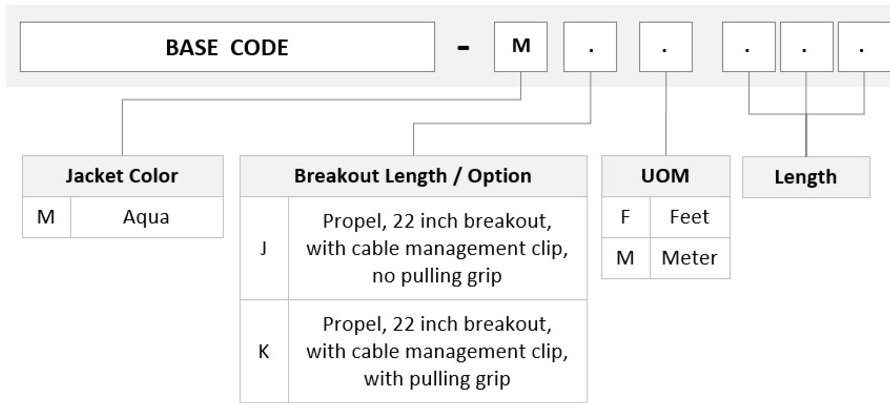 BASE CODE - M . . . . .
Jacket Color
M Aqua
Breakout Length / Option
J
Propel, 22 inch breakout,
with cable management clip,
no pulling grip
K
Propel, 22 inch breakout,
with cable management clip,
with pulling grip
UOM
F Feet
M Meter
Length